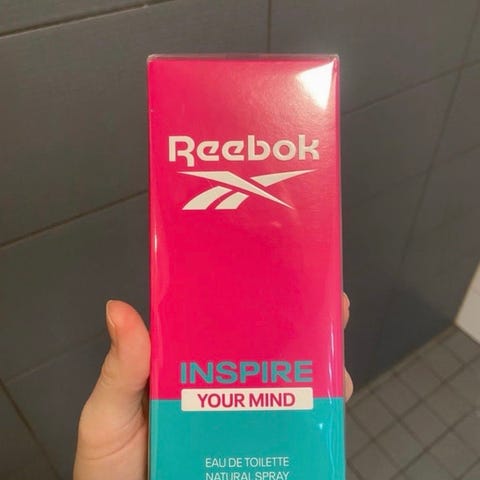 Reebok
INSPIRE
YOUR MIND
EAU DE TOILETTE
NATURAL SPRAY